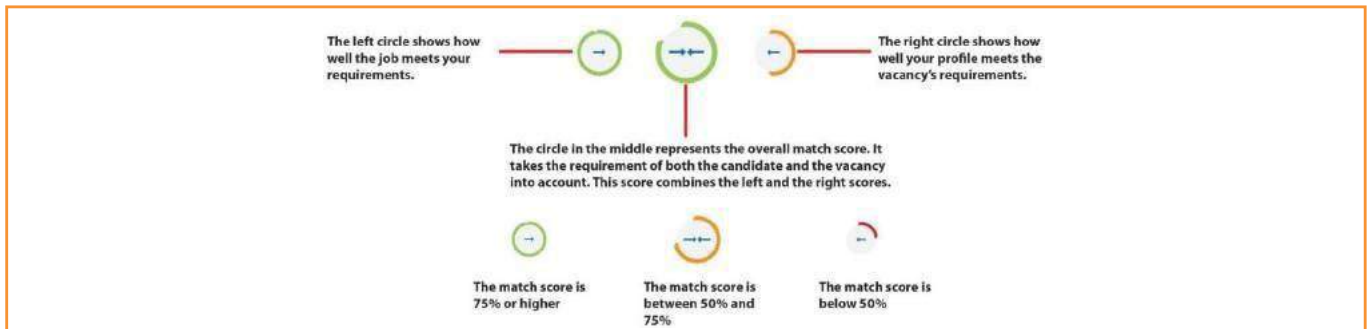 The left circle shows how
well the job meets your
requirements.
The right circle shows how
well your profile meets the
vacancy's requirements.
The circle in the middle represents the overall match score. It
takes the requirement of both the candidate and the vacancy
into account. This score combines the left and the right scores.
The match score is
75% or higher
The match score is
between 50% and
75%
The match score is
below 50%